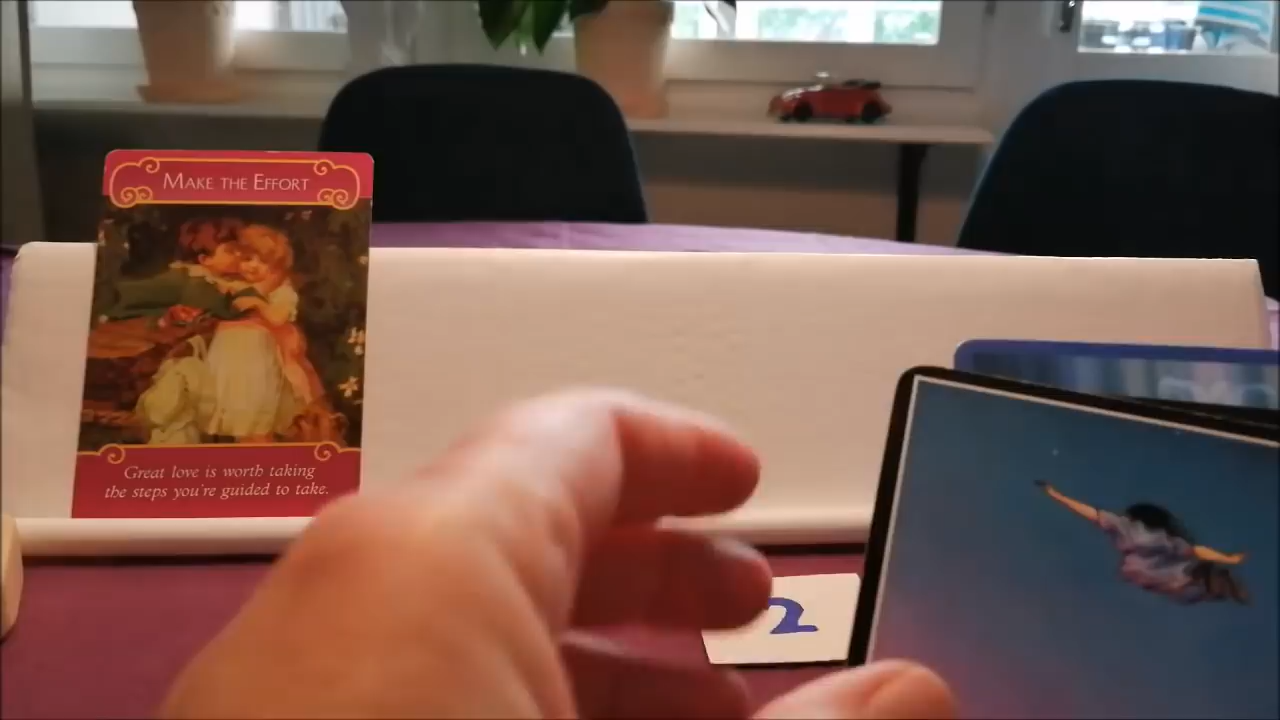 MAKE THE EFFORT
Great love is worth taking
the steps you're guided to take.
2